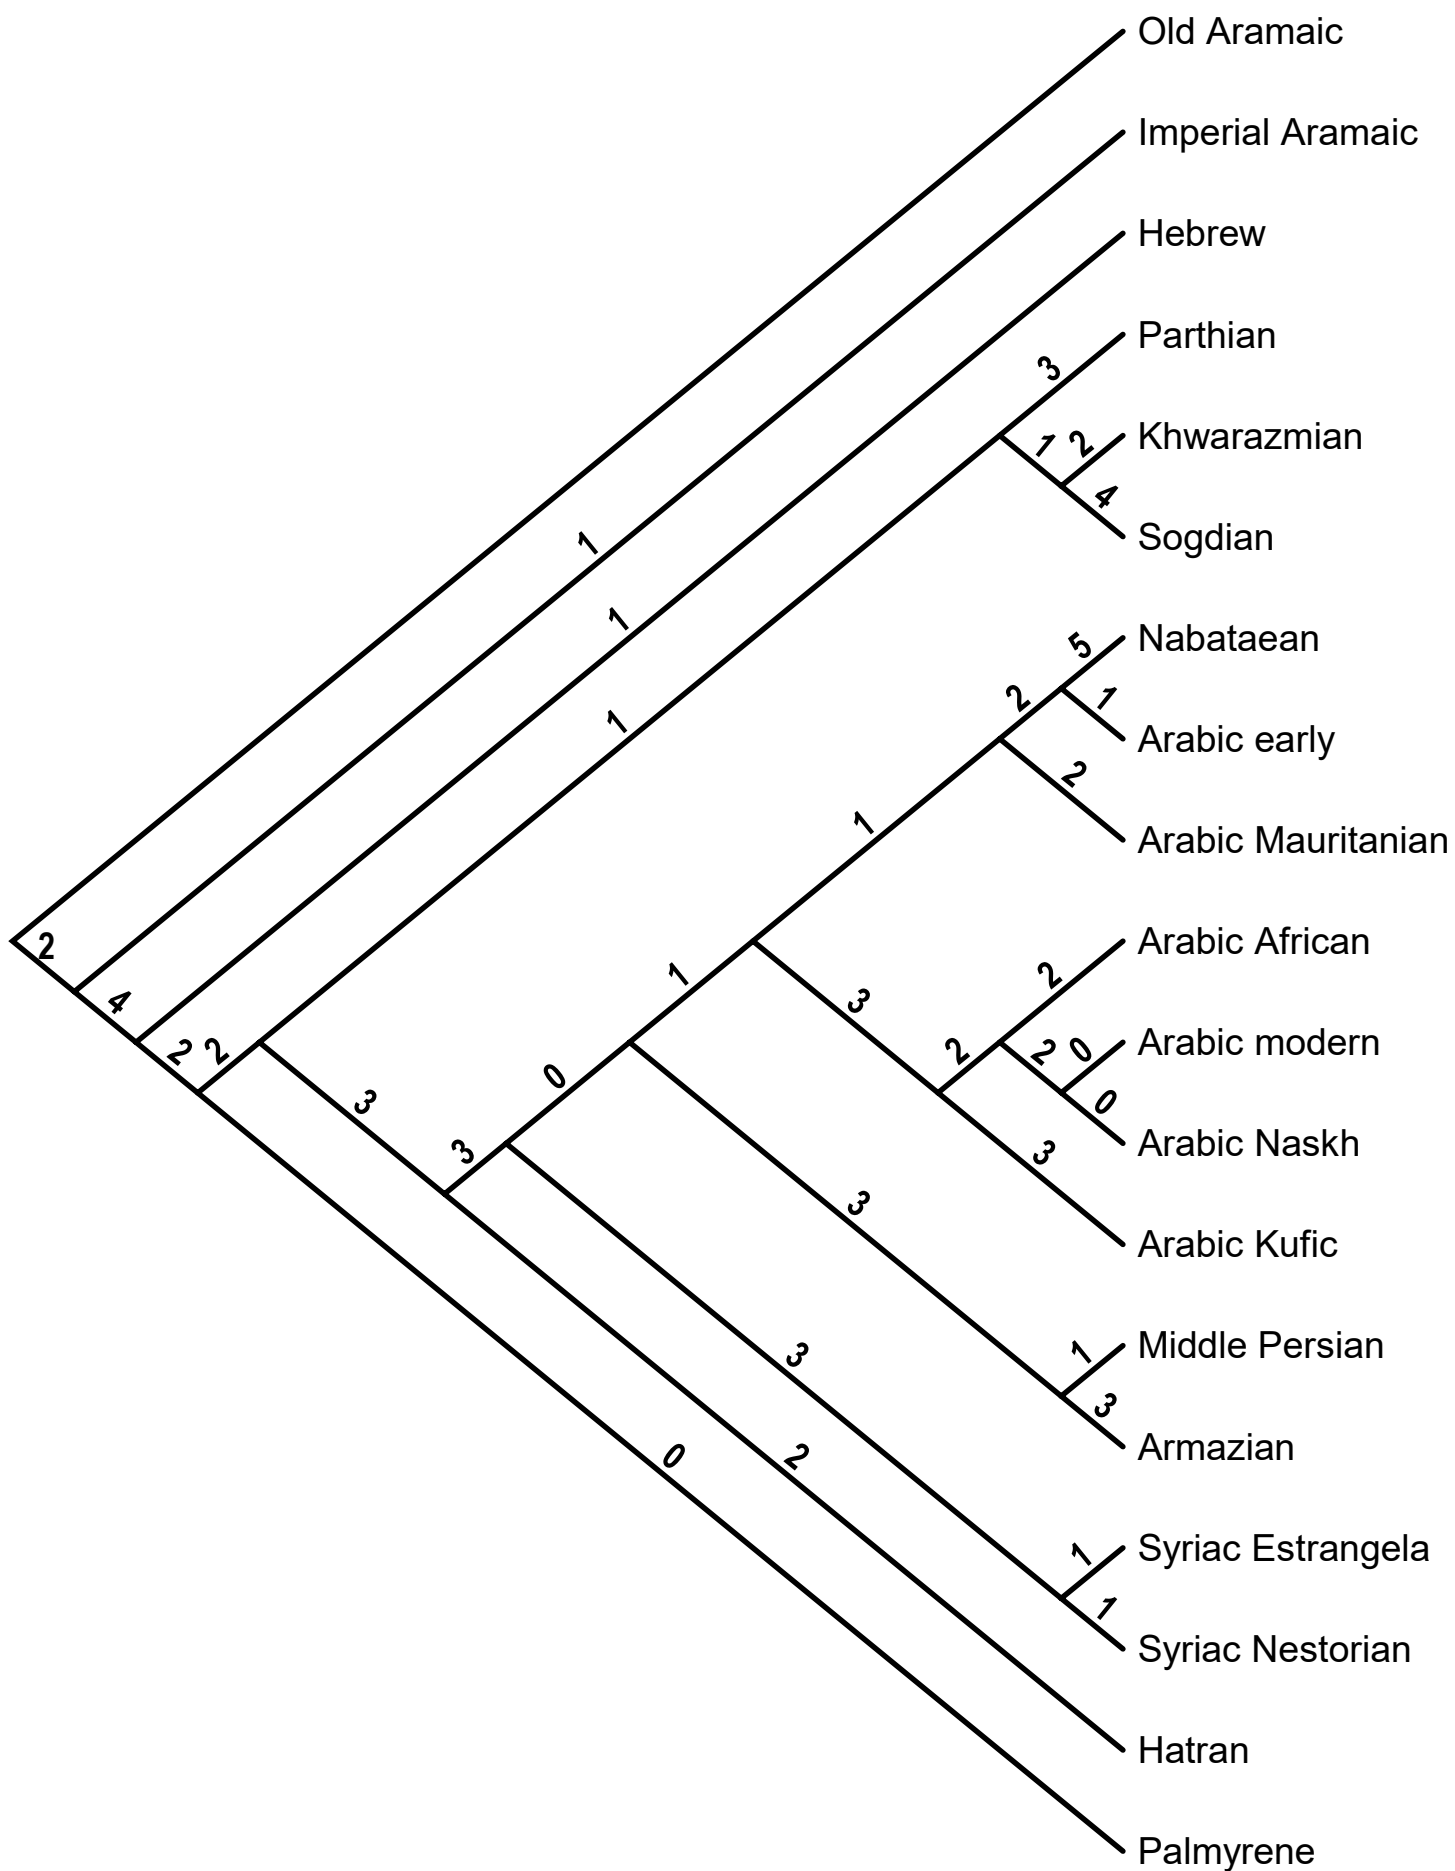 Old Aramaic
Imperial Aramaic
Hebrew
3 Parthian
1 2 Khwarazmian
4
1 Sogdian
1
5 Nabataean
2 1
1 Arabic early
2
1 Arabic Mauritanian
2 Arabic African
2 1 3
4 2 2 0 Arabic modern
2 2 0
3 0 Arabic Naskh
3 3
3 Arabic Kufic
1 Middle Persian
3 3
Armazian
0 2
1 Syriac Estrangela
1
Syriac Nestorian
Hatran
Palmyrene